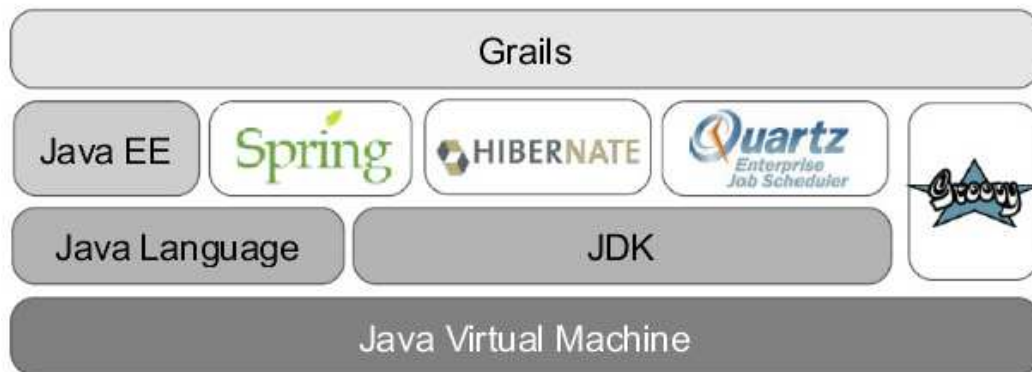 Grails
Java EE
Spring
HIBERNATE
Quartz
Enterprise
Job Scheduler
Groovy
Java Language
JDK
Java Virtual Machine